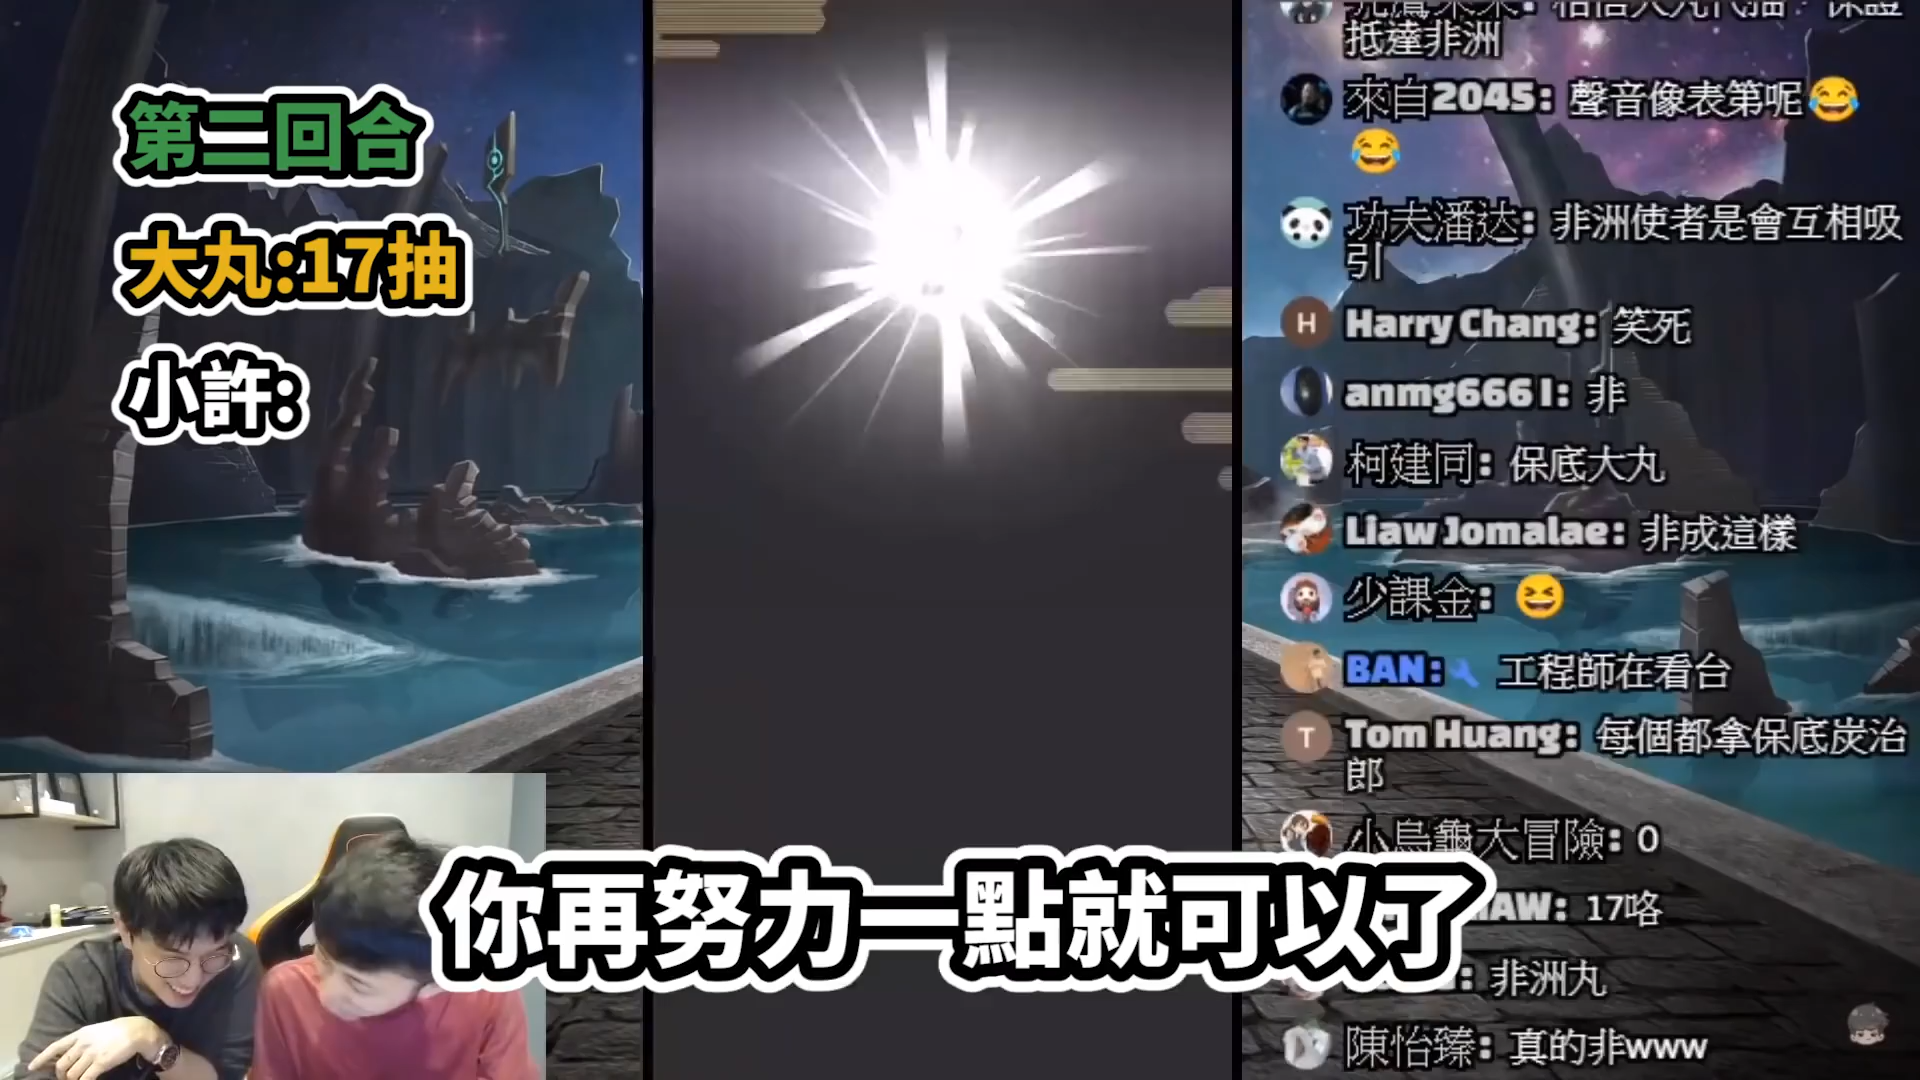 第二回合
大丸:17抽
小許:
抵達非洲
來自2045: 聲音像表第呢😂
😂
功夫潘达: 非洲使者是會互相吸
引
H Harry Chang: 笑死
anmg666 I: 非
柯建同: 保底大丸
Liaw Jomalae: 非成這樣
少課金: 😆
BAN: 工程師在看台
T Tom Huang: 每個都拿保底炭治
郎
小烏龜大冒險: 0
你再努力一點就可以了
AW: 17咯
: 非洲丸
陳怡臻: 真的非www